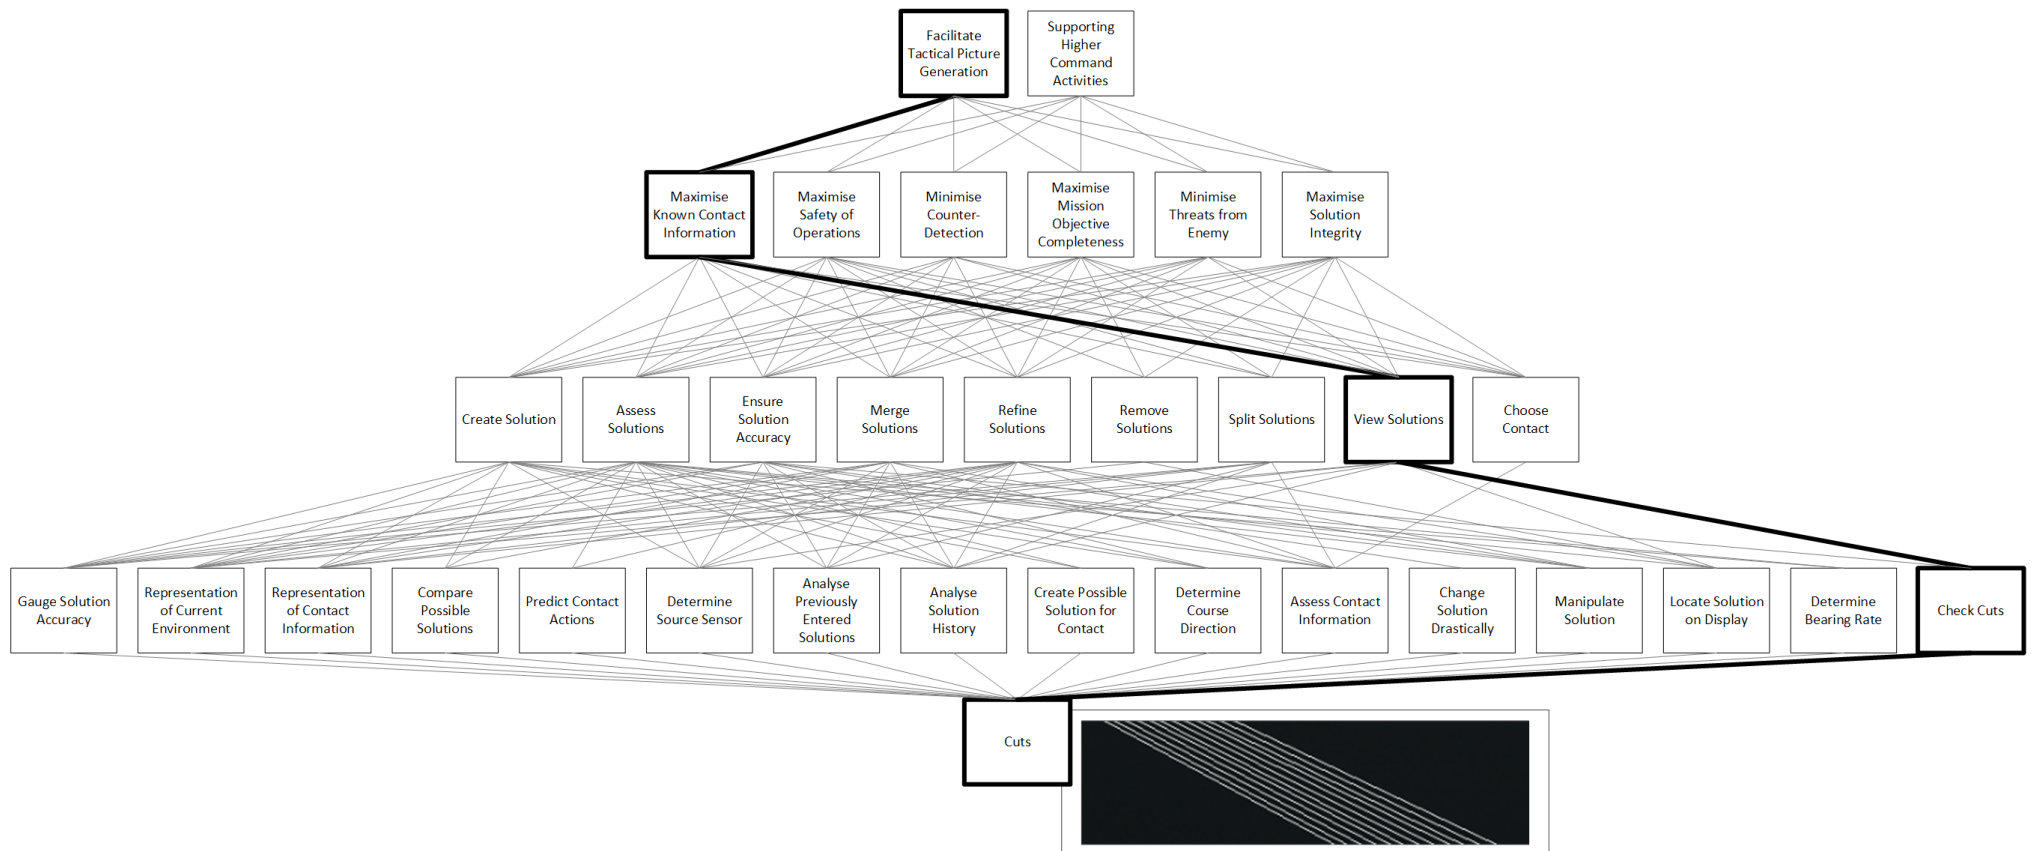 Facilitate
Tactical Picture
Generation
Supporting
Higher
Command
Activities
Maximise
Known Contact
Information
Maximise
Safety of
Operations
Minimise
Counter-
Detection
Maximise
Mission
Objective
Completeness
Minimise
Threats from
Enemy
Maximise
Solution
Integrity
Create Solution
Assess
Solutions
Ensure
Solution
Accuracy
Merge
Solutions
Refine
Solutions
Remove
Solutions
Split Solutions
View Solutions
Choose
Contact
Gauge Solution
Accuracy
Representation
of Current
Environment
Representation
of Contact
Information
Compare
Possible
Solutions
Predict Contact
Actions
Determine
Source Sensor
Analyse
Previously
Entered
Solutions
Analyse
Solution
History
Create Possible
Solution for
Contact
Determine
Course
Direction
Assess Contact
Information
Change
Solution
Drastically
Manipulate
Solution
Locate Solution
on Display
Determine
Bearing Rate
Check Cuts
Cuts